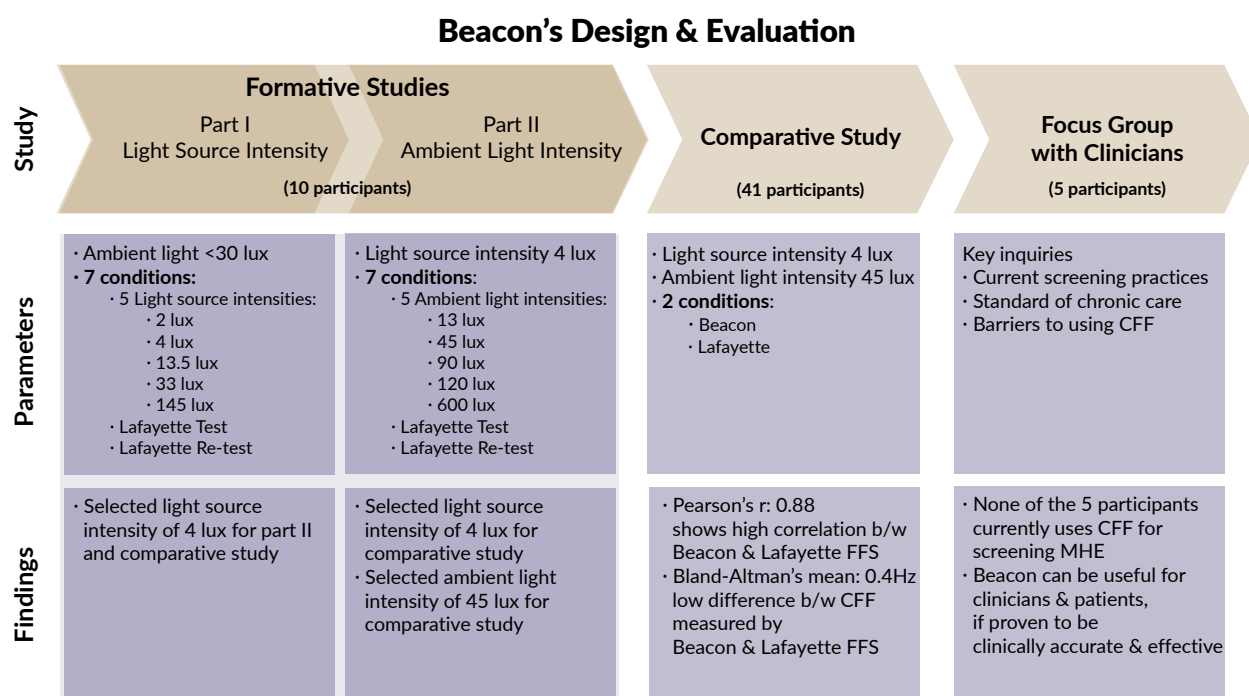 Beacon's Design & Evaluation
Study
Formative Studies
Part I
Light Source Intensity
Part II
Ambient Light Intensity
(10 participants)
Comparative Study
(41 participants)
Focus Group
with Clinicians
(5 participants)
Parameters
· Ambient light <30 lux
· 7 conditions:
· 5 Light source intensities:
· 2 lux
· 4 lux
· 13.5 lux
· 33 lux
· 145 lux
· Lafayette Test
· Lafayette Re-test
· Light source intensity 4 lux
· 7 conditions:
· 5 Ambient light intensities:
· 13 lux
· 45 lux
· 90 lux
· 120 lux
· 600 lux
· Lafayette Test
· Lafayette Re-test
· Light source intensity 4 lux
· Ambient light intensity 45 lux
· 2 conditions:
· Beacon
· Lafayette
Key inquiries
· Current screening practices
· Standard of chronic care
· Barriers to using CFF
Findings
· Selected light source
intensity of 4 lux for part II
and comparative study
· Selected light source
intensity of 4 lux for
comparative study
· Selected ambient light
intensity of 45 lux for
comparative study
· Pearson's r: 0.88
shows high correlation b/w
Beacon & Lafayette FFS
· Bland-Altman's mean: 0.4Hz
low difference b/w CFF
measured by
Beacon & Lafayette FFS
· None of the 5 participants
currently uses CFF for
screening MHE
· Beacon can be useful for
clinicians & patients,
if proven to be
clinically accurate & effective